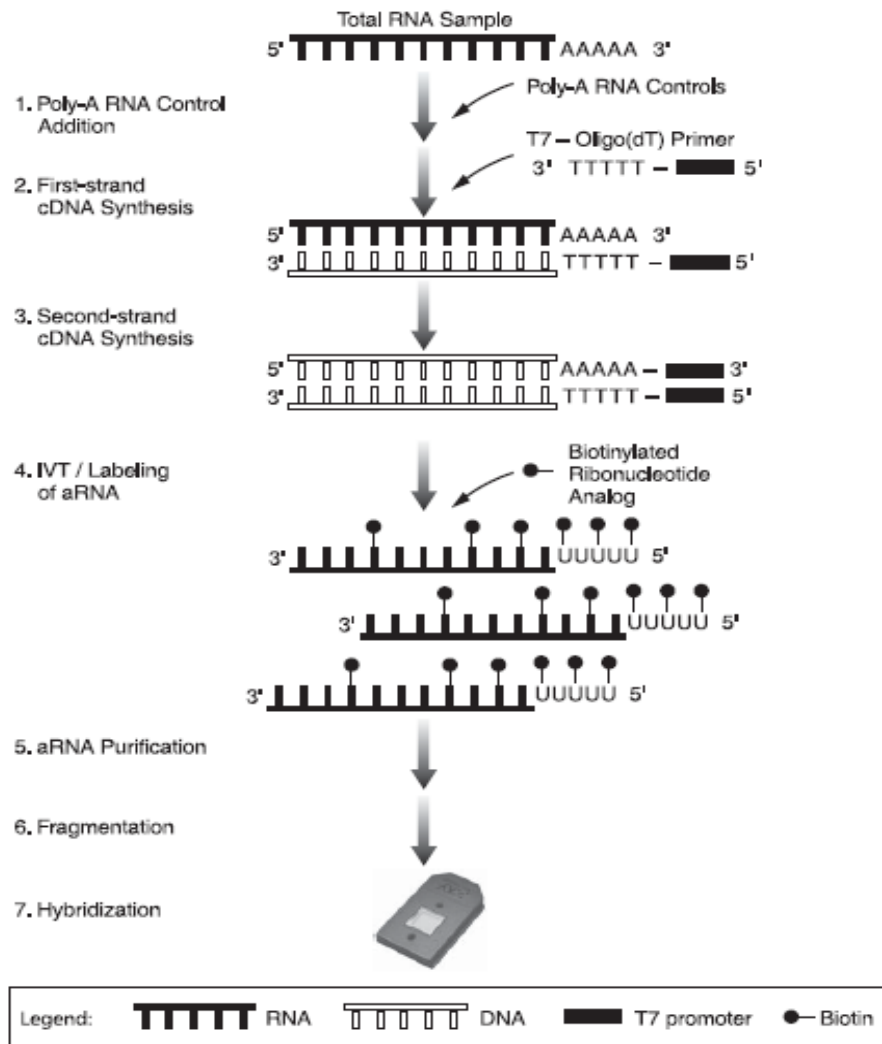 Total RNA Sample
5' AAAAA 3'
1. Poly-A RNA Control
Addition
Poly-A RNA Controls
T7 – Oligo(dT) Primer
3' TTTTT – 5'
2. First-strand
cDNA Synthesis
5' AAAAA 3'
3' TTTTT – 5'
3. Second-strand
cDNA Synthesis
5' AAAAA – 3'
3' TTTTT – 5'
4. IVT / Labeling
of aRNA
Biotinylated
Ribonucleotide
Analog
3' UUUUU 5'
3' UUUUU 5'
3' UUUUU 5'
5. aRNA Purification
6. Fragmentation
7. Hybridization
Legend: RNA DNA T7 promoter Biotin